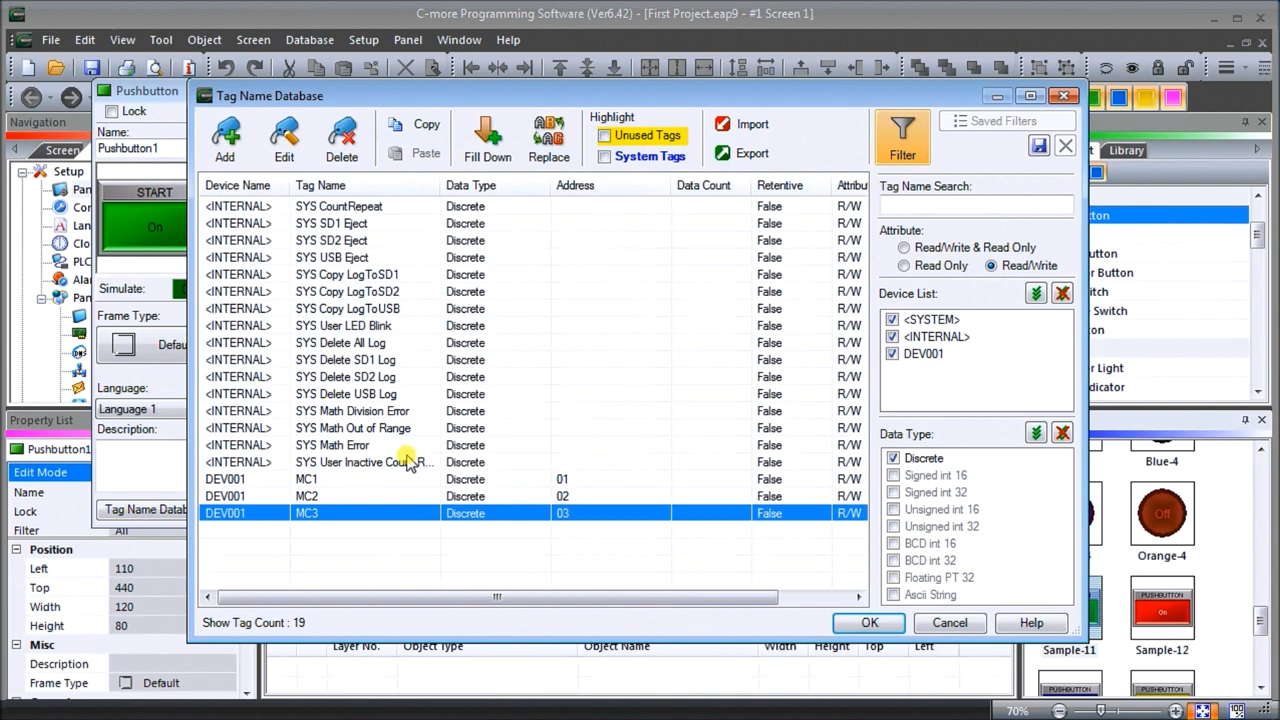 C-more Programming Software (Ver6.42) - [First Project.eap9 - #1 Screen 1]
File Edit View Tool Object Screen Database Setup Panel Window Help
Navigation
Screen
Setup
Pushbutton
Lock
Name:
Pushbutton1
START
On
Simulate:
Frame Type:
Language:
Language 1
Description:
Property List
Pushbutton1
Edit Mode
Name
Lock
Filter All
Position
Left 110
Top 440
Width 120
Height 80
Misc
Description
Frame Type Default
Tag Name Database
Add Edit Delete Copy Paste Fill Down Replace
Highlight
Unused Tags
System Tags
Import
Export
Filter
Saved Filters
Device Name Tag Name Data Type Address Data Count Retentive
<INTERNAL> SYS CountRepeat Discrete False R/W
<INTERNAL> SYS SD1 Eject Discrete False R/W
<INTERNAL> SYS SD2 Eject Discrete False R/W
<INTERNAL> SYS USB Eject Discrete False R/W
<INTERNAL> SYS Copy LogToSD1 Discrete False R/W
<INTERNAL> SYS Copy LogToSD2 Discrete False R/W
<INTERNAL> SYS Copy LogToUSB Discrete False R/W
<INTERNAL> SYS User LED Blink Discrete False R/W
<INTERNAL> SYS Delete All Log Discrete False R/W
<INTERNAL> SYS Delete SD1 Log Discrete False R/W
<INTERNAL> SYS Delete SD2 Log Discrete False R/W
<INTERNAL> SYS Delete USB Log Discrete False R/W
<INTERNAL> SYS Math Division Error Discrete False R/W
<INTERNAL> SYS Math Out of Range Discrete False R/W
<INTERNAL> SYS Math Error Discrete False R/W
<INTERNAL> SYS User Inactive Discrete False R/W
DEV001 MC1 Discrete 01 False R/W
DEV001 MC2 Discrete 02 False R/W
DEV001 MC3 Discrete 03 False R/W
Show Tag Count : 19
OK Cancel Help
Tag Name Search:
Attribute:
Read/Write & Read Only
Read Only Read/Write
Device List:
<SYSTEM>
<INTERNAL>
DEV001
Data Type:
Discrete
Signed int 16
Signed int 32
Unsigned int 16
Unsigned int 32
BCD int 16
BCD int 32
Floating PT 32
Ascii String
Layer No. Object Type Object Name Width Height Top Left
Library
Blue-4
Off
Orange-4
PUSHBUTTON
On
Sample-11 Sample-12
PUSHBUTTON PUSHBUTTON
70%